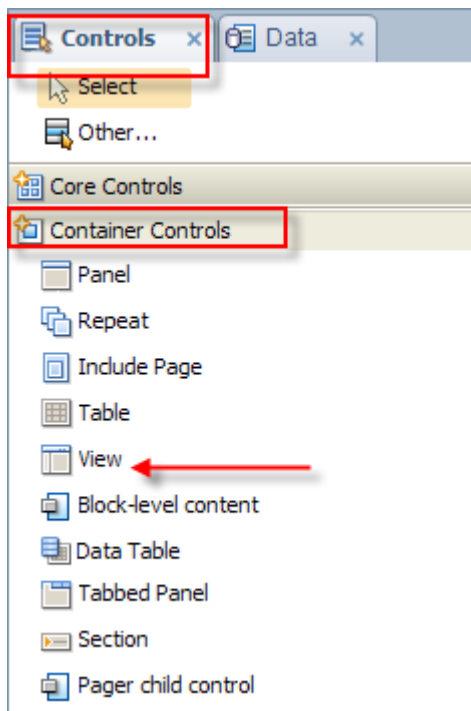 Controls Data
Select
Other...
Core Controls
Container Controls
Panel
Repeat
Include Page
Table
View
Block-level content
Data Table
Tabbed Panel
Section
Pager child control